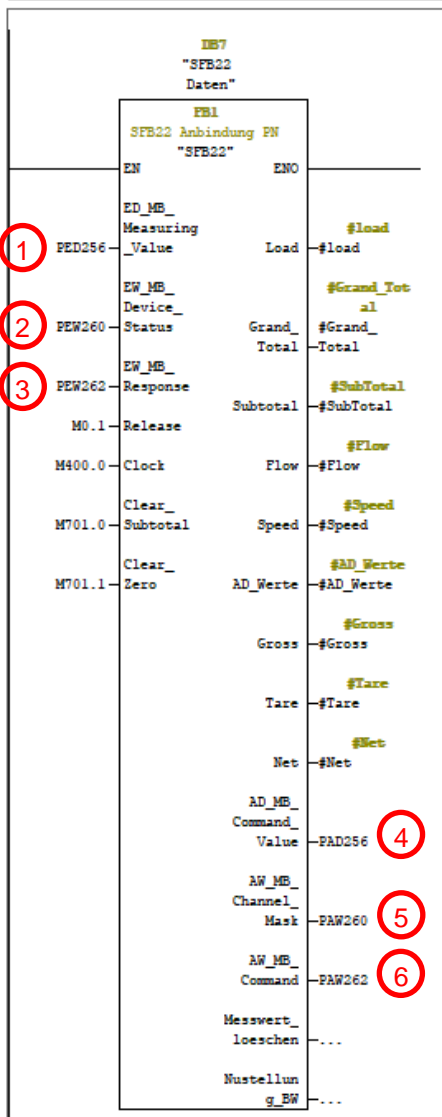 DB7
"SFB22
Daten"
FB1
SFB22 Anbindung PN
"SFB22"
EN ENO
ED_MB_
Measuring #load
1 PED256 _Value Load #load
EW_MB_ #Grand_Tot
Device_ al
2 PEW260 Status Grand_ #Grand_
Total Total
EW_MB_
3 PEW262 Response #SubTotal
Subtotal #SubTotal
M0.1 Release
#Flow
M400.0 Clock Flow #Flow
Clear_ #Speed
M701.0 Subtotal Speed #Speed
Clear_ #AD_Werte
M701.1 Zero AD_Werte #AD_Werte
#Gross
Gross #Gross
#Tare
Tare #Tare
#Net
Net #Net
AD_MB_
Command_
Value PAD256 4
AW_MB_
Channel_
Mask PAW260 5
AW_MB_
Command PAW262 6
Messwert_
loeschen ...
Nustellun
g_BW ...